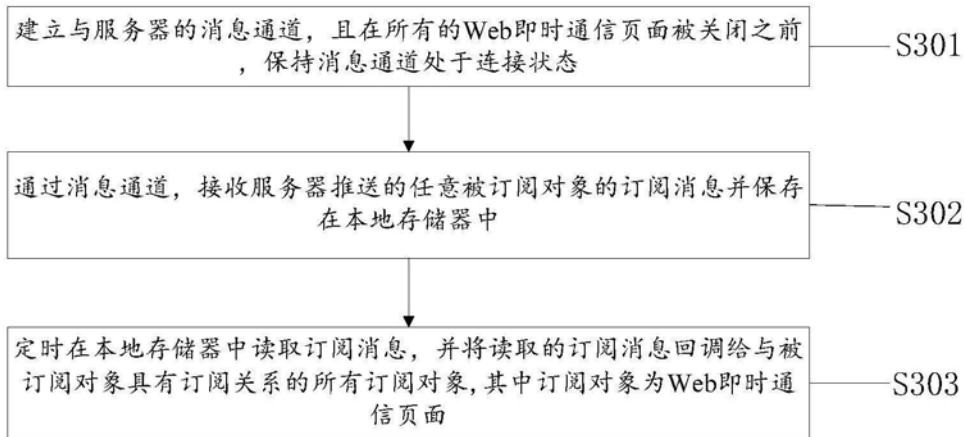 建立与服务器的消息通道，且在所有的Web即时通信页面被关闭之前
，保持消息通道处于连接状态
S301
通过消息通道，接收服务器推送的任意被订阅对象的订阅消息并保存
在本地存储器中
S302
定时在本地存储器中读取订阅消息，并将读取的订阅消息回调给与被
订阅对象具有订阅关系的所有订阅对象,其中订阅对象为Web即时通
信页面
S303